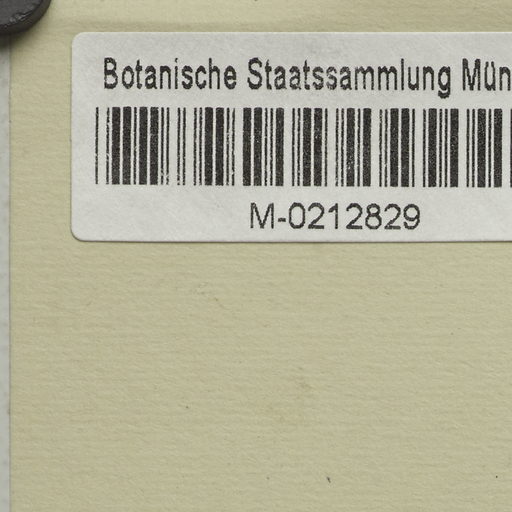 Botanische Staatssammlung Mün
M-0212829